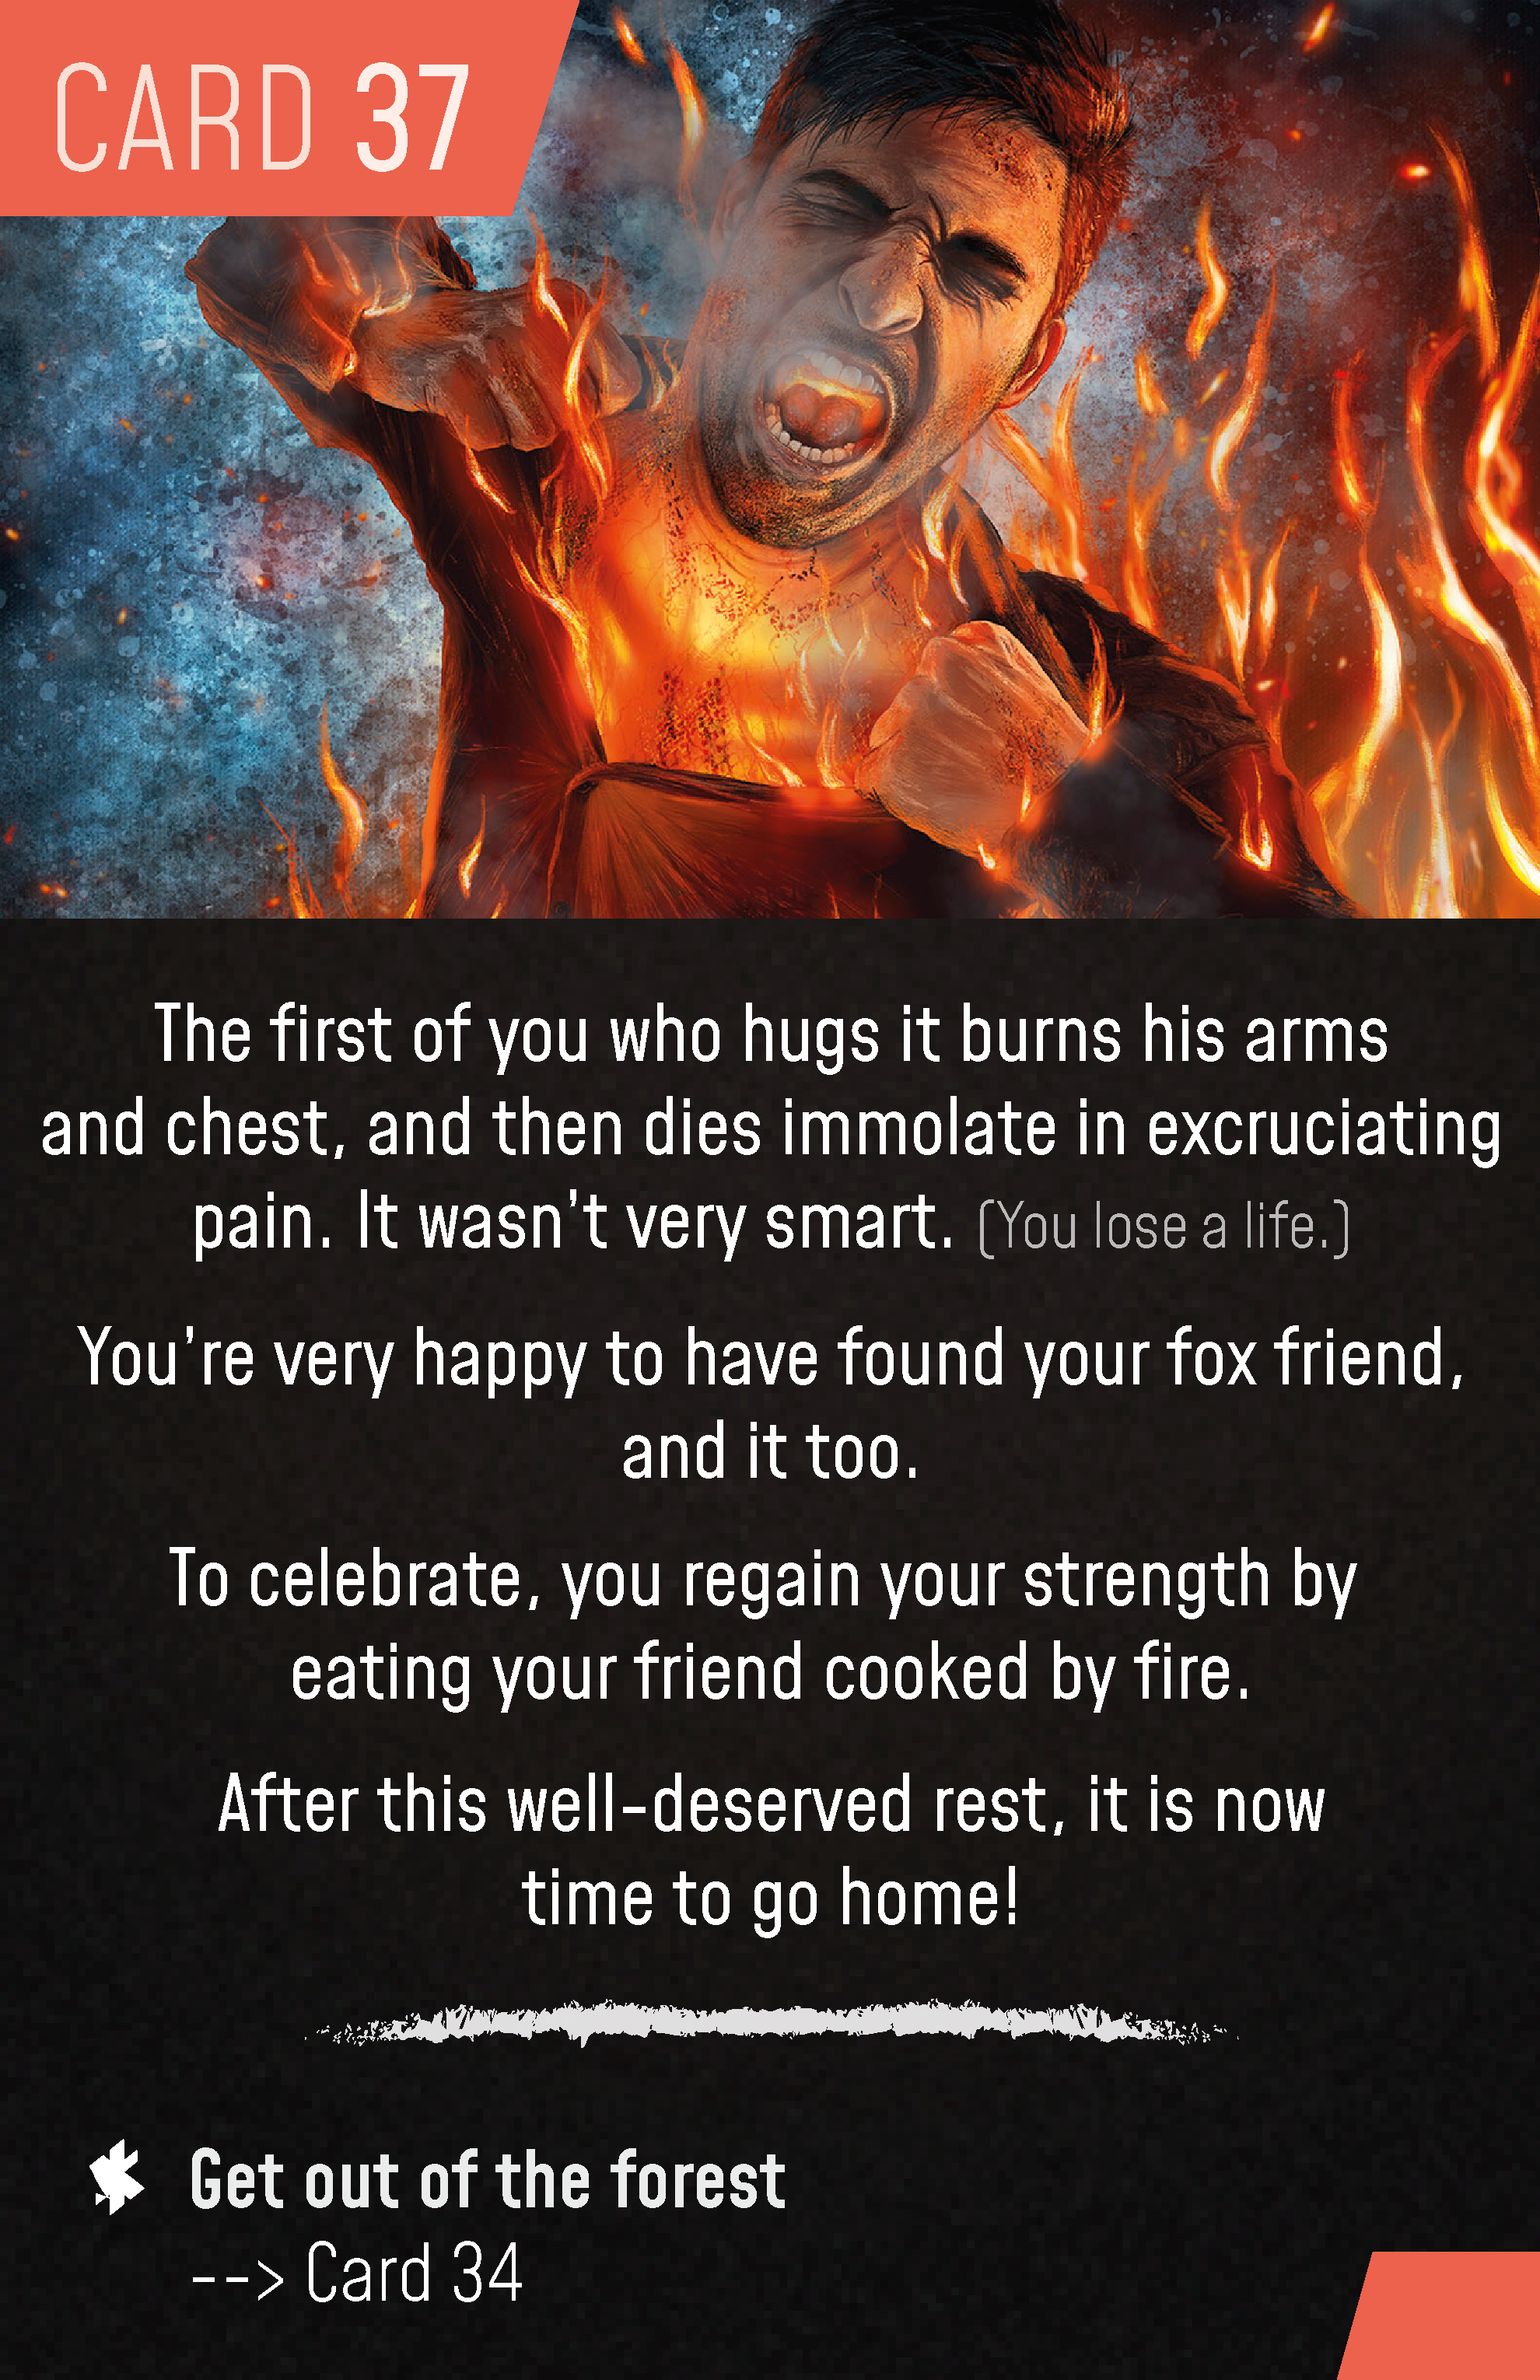 CARD 37
The first of you who hugs it burns his arms
and chest, and then dies immolate in excruciating
pain. It wasn’t very smart. (You lose a life.)
You’re very happy to have found your fox friend,
and it too.
To celebrate, you regain your strength by
eating your friend cooked by fire.
After this well-deserved rest, it is now
time to go home!
Get out of the forest
--> Card 34